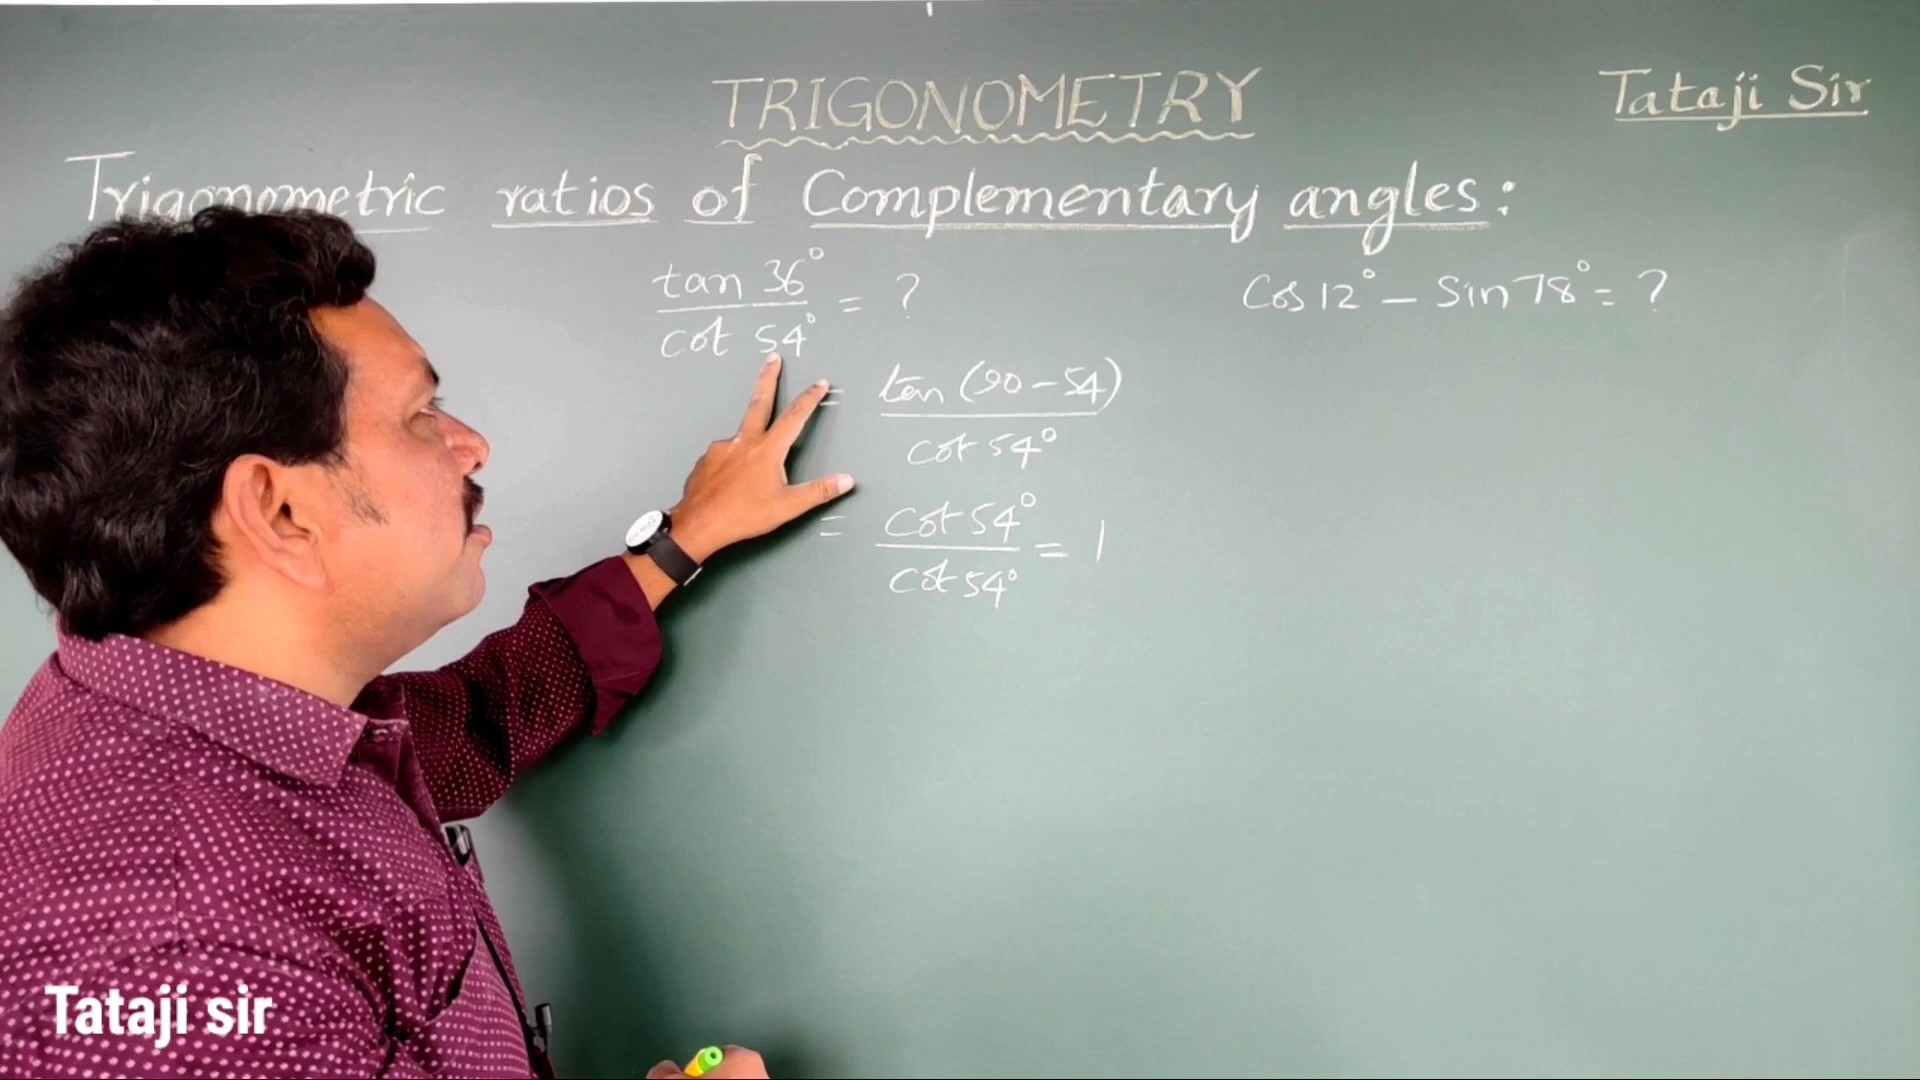 TRIGONOMETRY
Tataji Sir
Trigonometric ratios of Complementary angles:
tan 36°
cot 54° = ?
= tan (90 - 54)
cot 54°
= cot 54°
cot 54° = 1
Cos 12° - Sin 78° = ?
Tataji sir